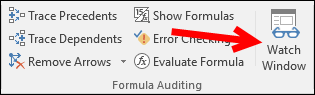 Trace Precedents
Show Formulas
Trace Dependents
Error Checking
Remove Arrows
Evaluate Formula
Watch
Window
Formula Auditing